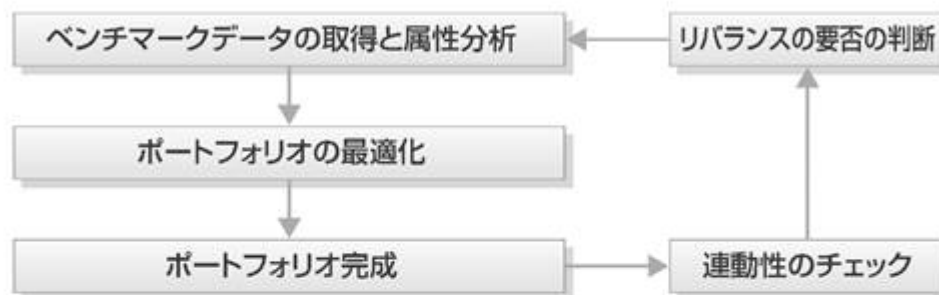 ベンチマークデータの取得と属性分析
リバランスの要否の判断
ポートフォリオの最適化
ポートフォリオ完成
連動性のチェック